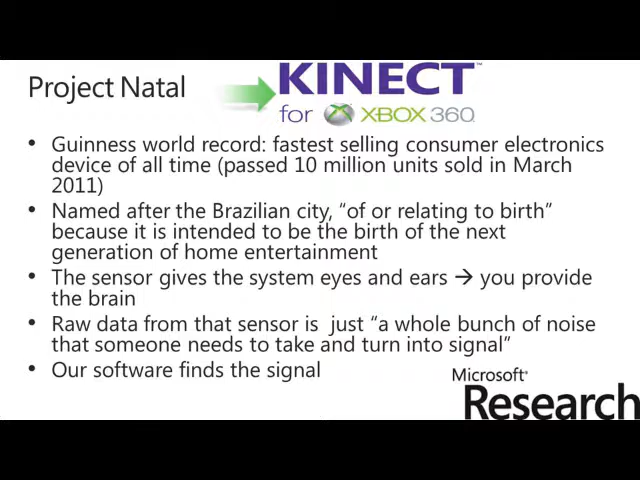 Project Natal
KINECT™
for XBOX 360
• Guinness world record: fastest selling consumer electronics
device of all time (passed 10 million units sold in March
2011)
• Named after the Brazilian city, “of or relating to birth”
because it is intended to be the birth of the next
generation of home entertainment
• The sensor gives the system eyes and ears → you provide
the brain
• Raw data from that sensor is just “a whole bunch of noise
that someone needs to take and turn into signal”
• Our software finds the signal
Microsoft®
Research